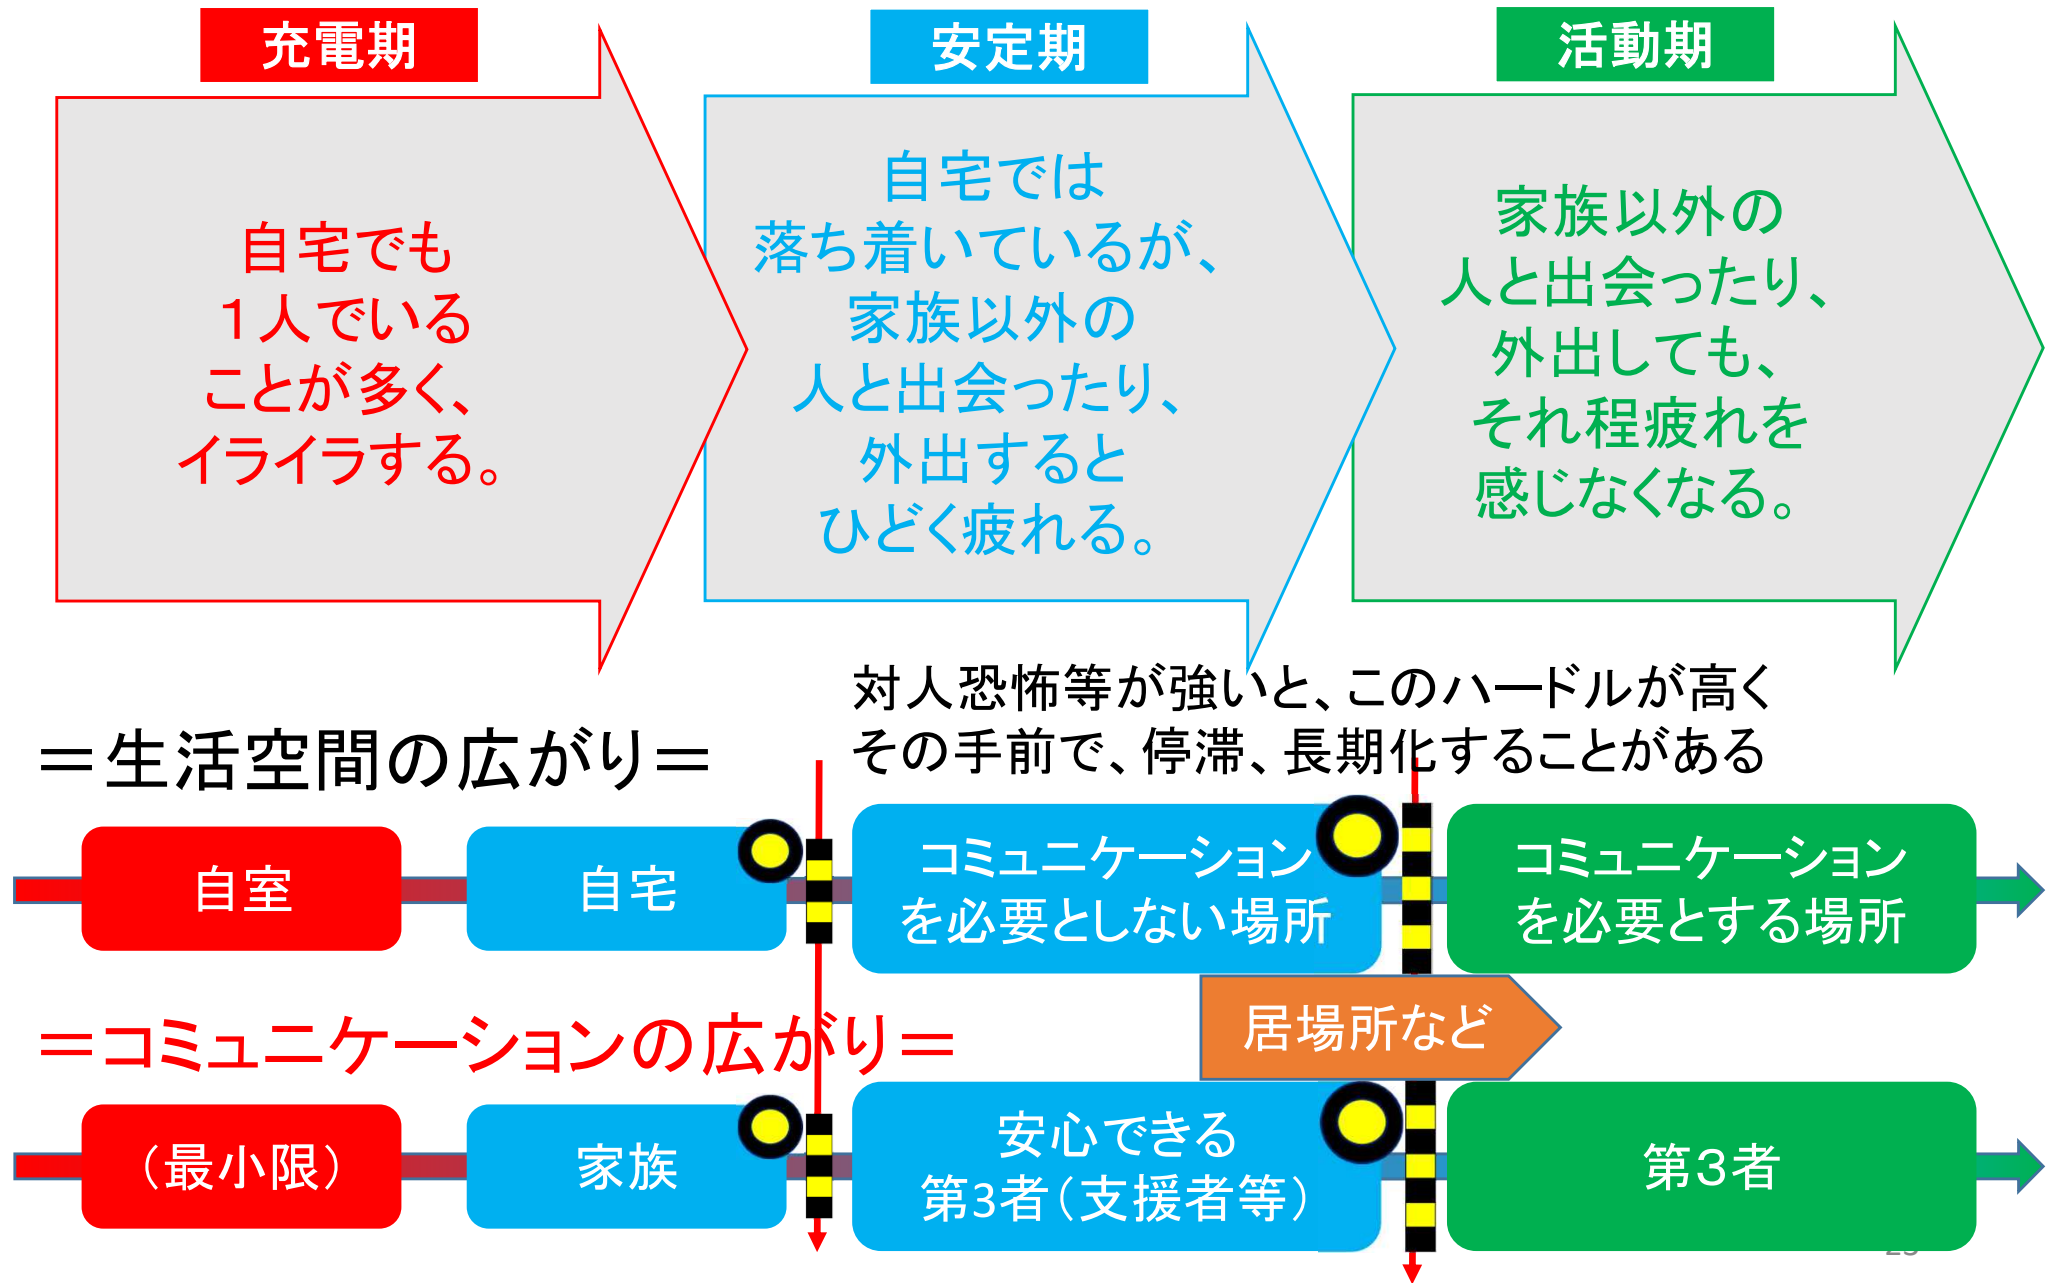 充電期
自宅でも
１人でいる
ことが多く、
イライラする。
安定期
自宅では
落ち着いているが、
家族以外の
人と出会ったり、
外出すると
ひどく疲れる。
活動期
家族以外の
人と出会ったり、
外出しても、
それ程疲れを
感じなくなる。
対人恐怖等が強いと、このハードルが高く
その手前で、停滞、長期化することがある
＝生活空間の広がり＝
自室
自宅
コミュニケーション
を必要としない場所
コミュニケーション
を必要とする場所
居場所など
＝コミュニケーションの広がり＝
（最小限）
家族
安心できる
第3者（支援者等）
第３者